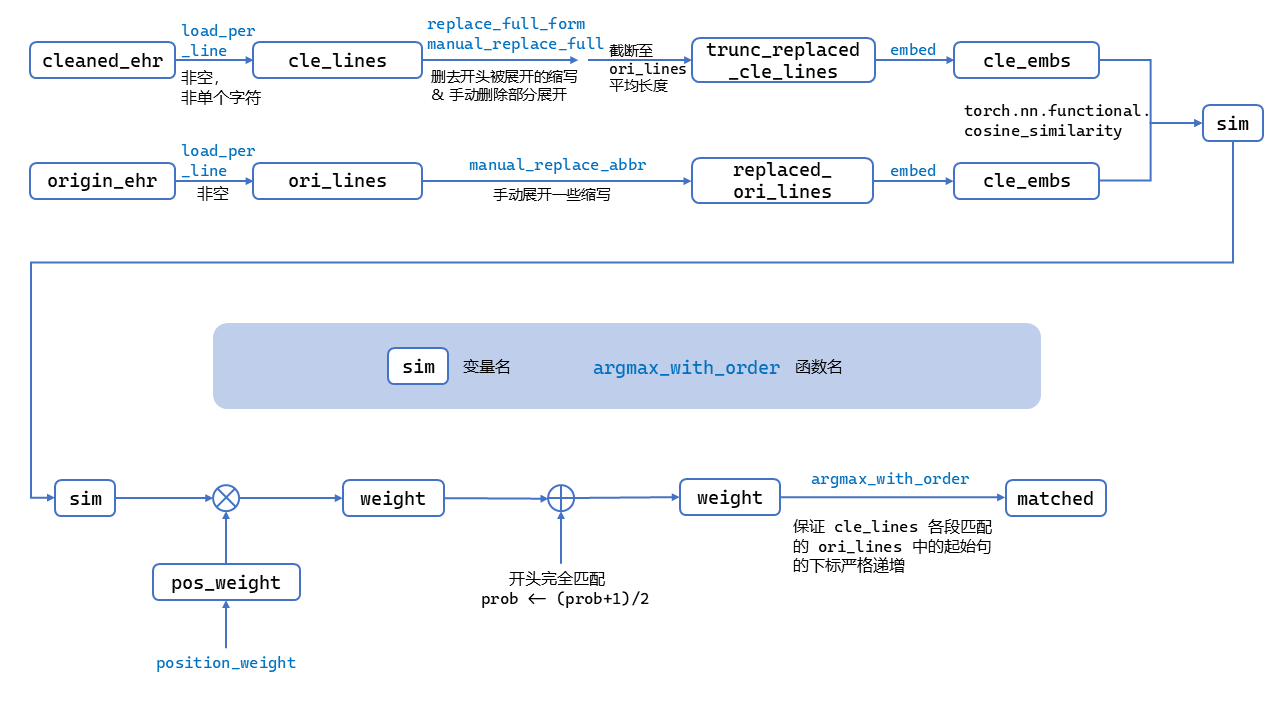 cleaned_ehr
load_per
_line
非空,
非单个字符
cle_lines
replace_full_form
manual_replace_full
删去开头被展开的缩写
& 手动删除部分展开
截断至
ori_lines
平均长度
trunc_replaced
_cle_lines
embed
cle_embs
torch.nn.functional.
cosine_similarity
sim
origin_ehr
load_per
_line
非空
ori_lines
manual_replace_abbr
手动展开一些缩写
replaced_
ori_lines
embed
cle_embs
sim
变量名
argmax_with_order
函数名
sim
weight
weight
argmax_with_order
matched
保证 cle_lines 各段匹配
的 ori_lines 中的起始句
的下标严格递增
pos_weight
开头完全匹配
prob ← (prob+1)/2
position_weight